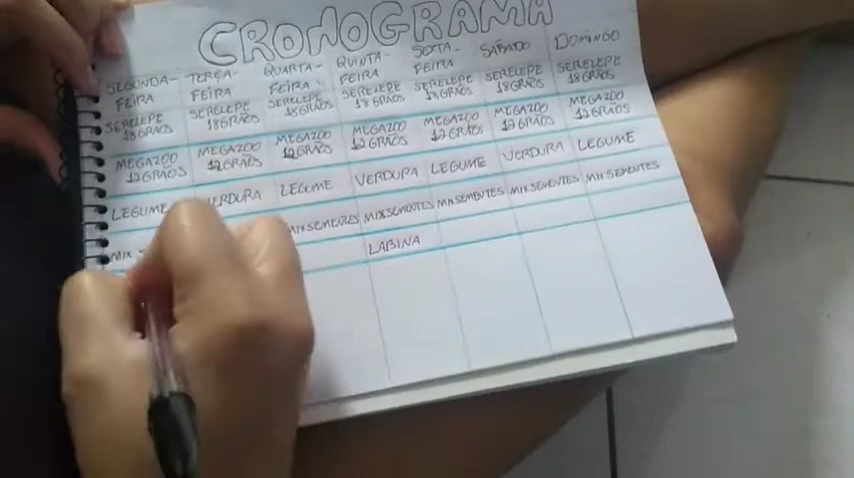 CRONOGRAMA
SEGUNDA- TERÇA- QUARTA- QUINTA- SEXTA- SÁBADO DOMINGO
FEIRA FEIRA FEIRA FEIRA FEIRA
SERELEPE SERELEPE SERELEPE SERELEPE SERELEPE SERELEPE SERELEPE
18GRÃOS 18GRÃOS 18GRÃOS 18GRÃOS 18GRÃOS 18GRÃOS 18GRÃOS
MEGAZOO MEGAZOO MEGAZOO MEGAZOO MEGAZOO MEGAZOO MEGAZOO
12GRÃOS 12GRÃOS 12GRÃOS 12GRÃOS 12GRÃOS 12GRÃOS 12GRÃOS
LEGUME VERDURA LEGUME VERDURA LEGUME VERDURA LEGUME
MIX MIXSEMENTES MIXSEMENTES MIXSEMENTES MIXSEMENTES MIXSEMENTES
LABINA